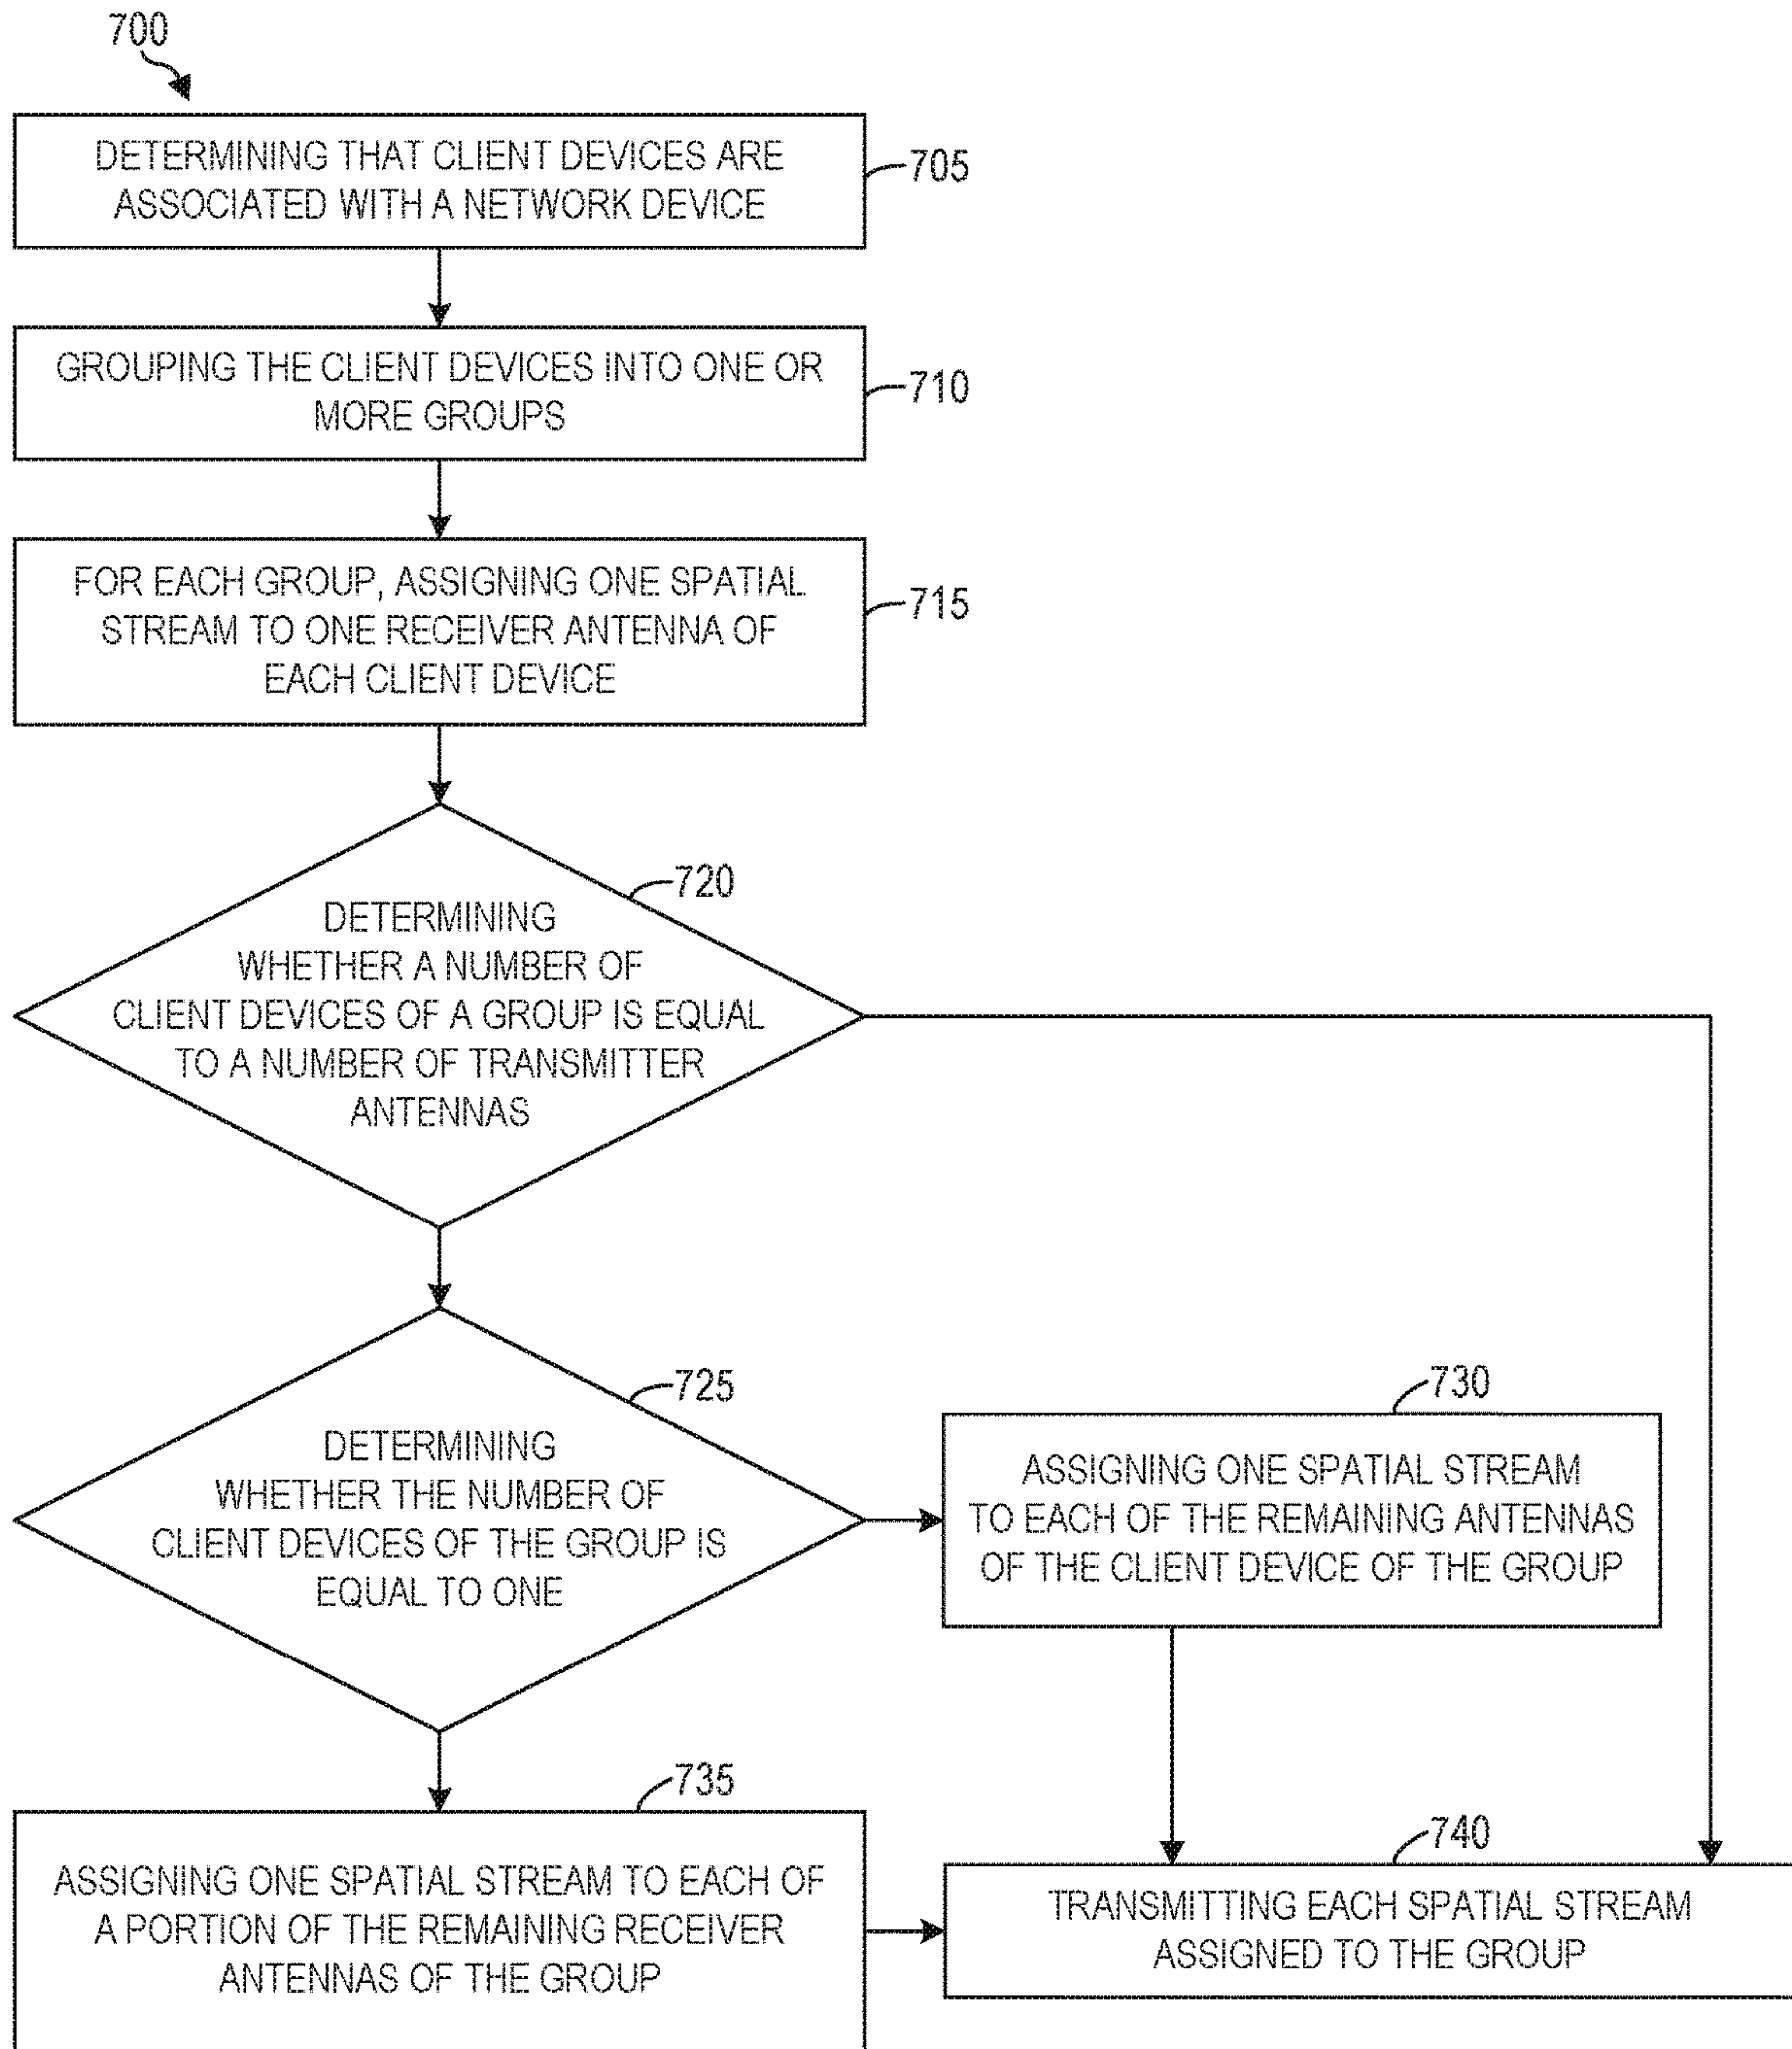 700
DETERMINING THAT CLIENT DEVICES ARE
ASSOCIATED WITH A NETWORK DEVICE
705
GROUPING THE CLIENT DEVICES INTO ONE OR
MORE GROUPS
710
FOR EACH GROUP, ASSIGNING ONE SPATIAL
STREAM TO ONE RECEIVER ANTENNA OF
EACH CLIENT DEVICE
715
720
DETERMINING
WHETHER A NUMBER OF
CLIENT DEVICES OF A GROUP IS EQUAL
TO A NUMBER OF TRANSMITTER
ANTENNAS
725
DETERMINING
WHETHER THE NUMBER OF
CLIENT DEVICES OF THE GROUP IS
EQUAL TO ONE
730
ASSIGNING ONE SPATIAL STREAM
TO EACH OF THE REMAINING ANTENNAS
OF THE CLIENT DEVICE OF THE GROUP
735
ASSIGNING ONE SPATIAL STREAM TO EACH OF
A PORTION OF THE REMAINING RECEIVER
ANTENNAS OF THE GROUP
740
TRANSMITTING EACH SPATIAL STREAM
ASSIGNED TO THE GROUP